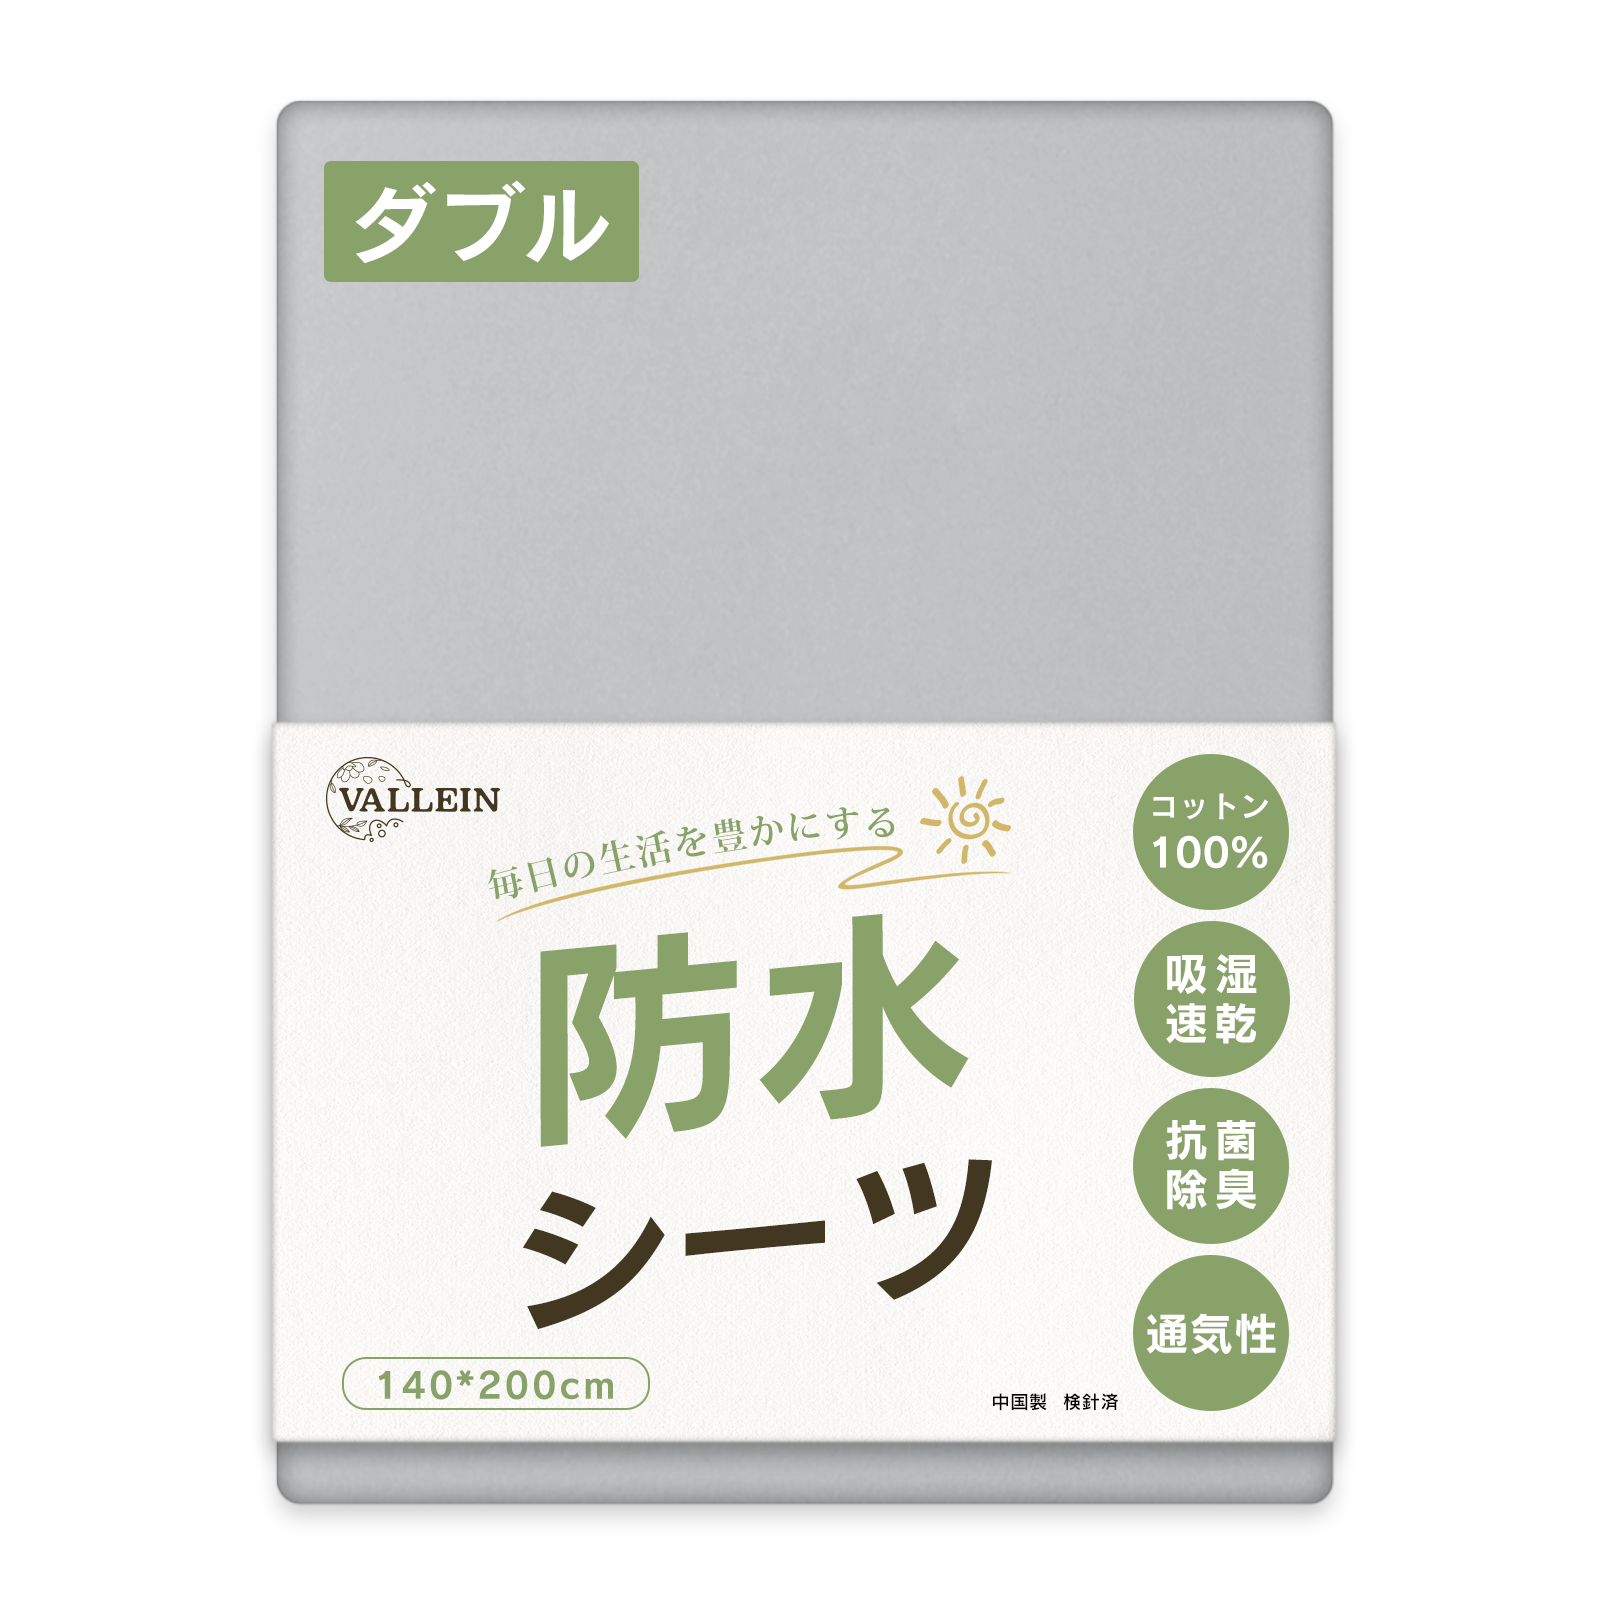 ダブル
VALLEIN
毎日の生活を豊かにする
防水
シーツ
140*200cm
コットン
100%
吸湿
速乾
抗菌
除臭
通気性
中国製 検針済